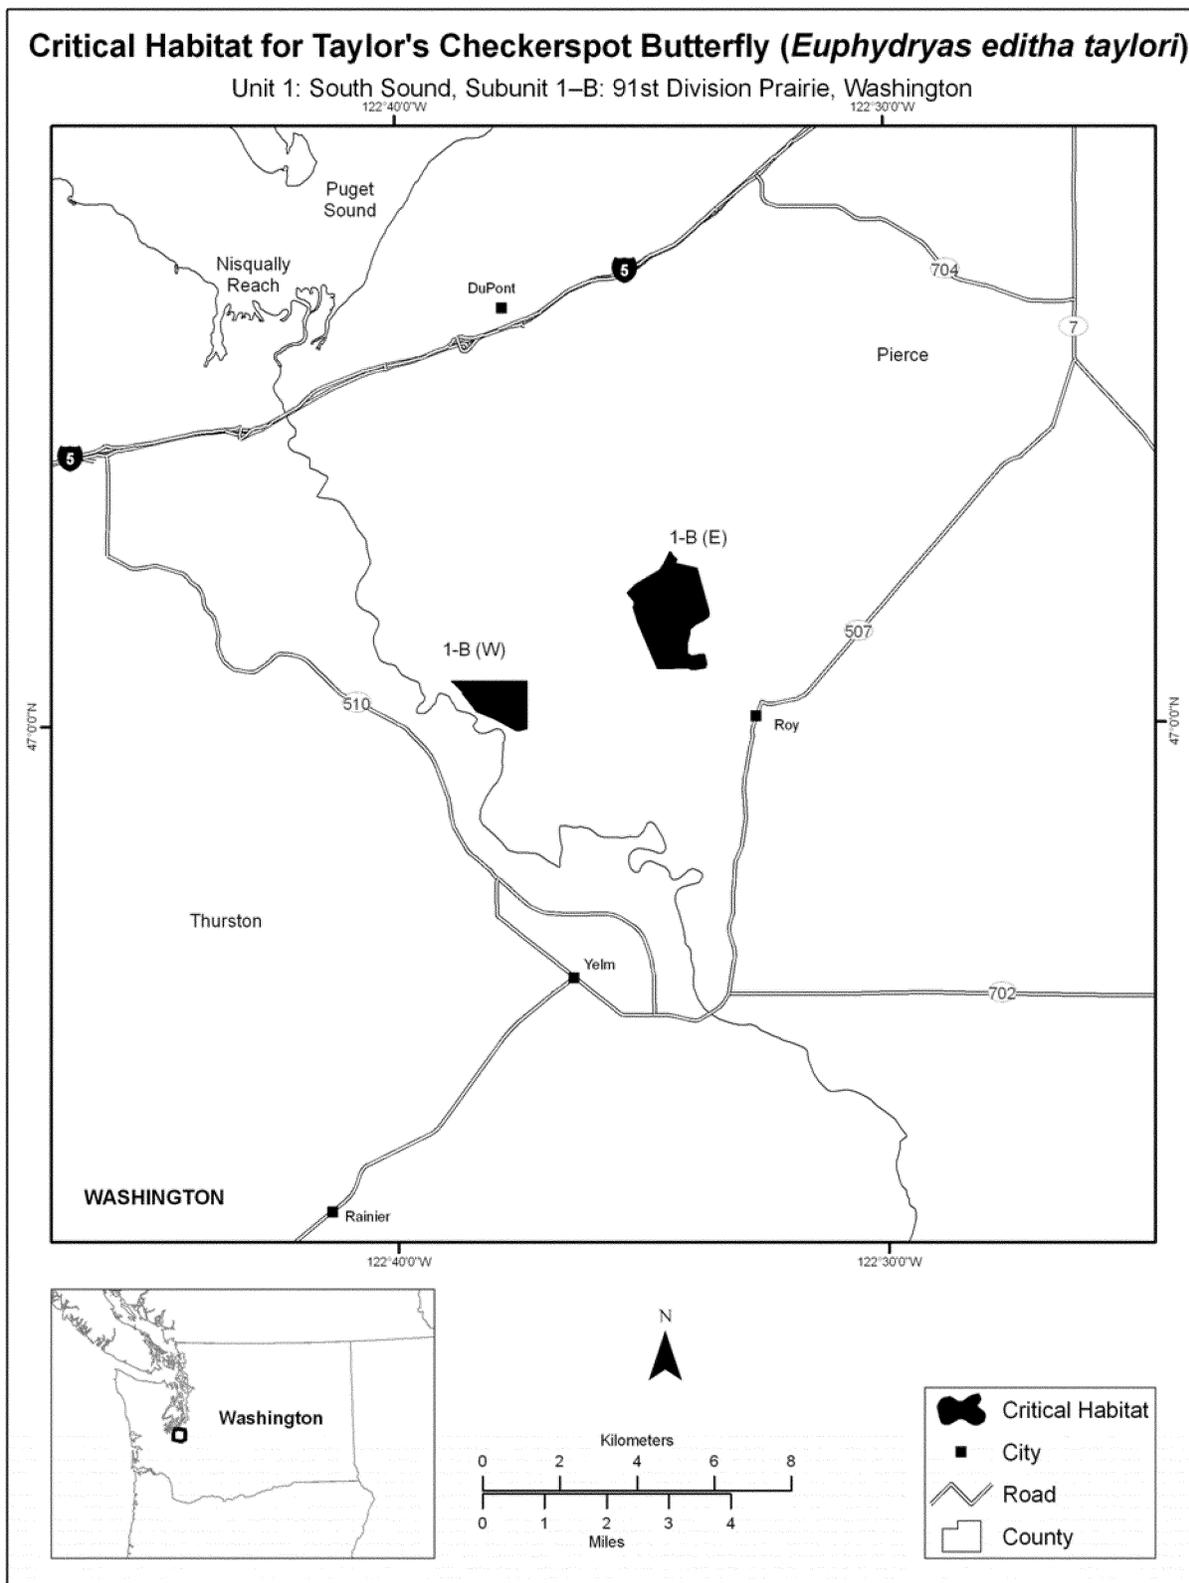 Critical Habitat for Taylor's Checkerspot Butterfly (Euphydryas editha taylori)
Unit 1: South Sound, Subunit 1–B: 91st Division Prairie, Washington
122°40'0"W
122°30'0"W
Puget
Sound
Nisqually
Reach
5
704
DuPont
7
Pierce
5
1-B (E)
507
1-B (W)
510
47°0'0"N
47°0'0"N
Roy
Thurston
Yelm
702
WASHINGTON
Rainier
122°40'0"W
122°30'0"W
Washington
N
Kilometers
0 2 4 6 8
0 1 2 3 4
Miles
Critical Habitat
City
Road
County